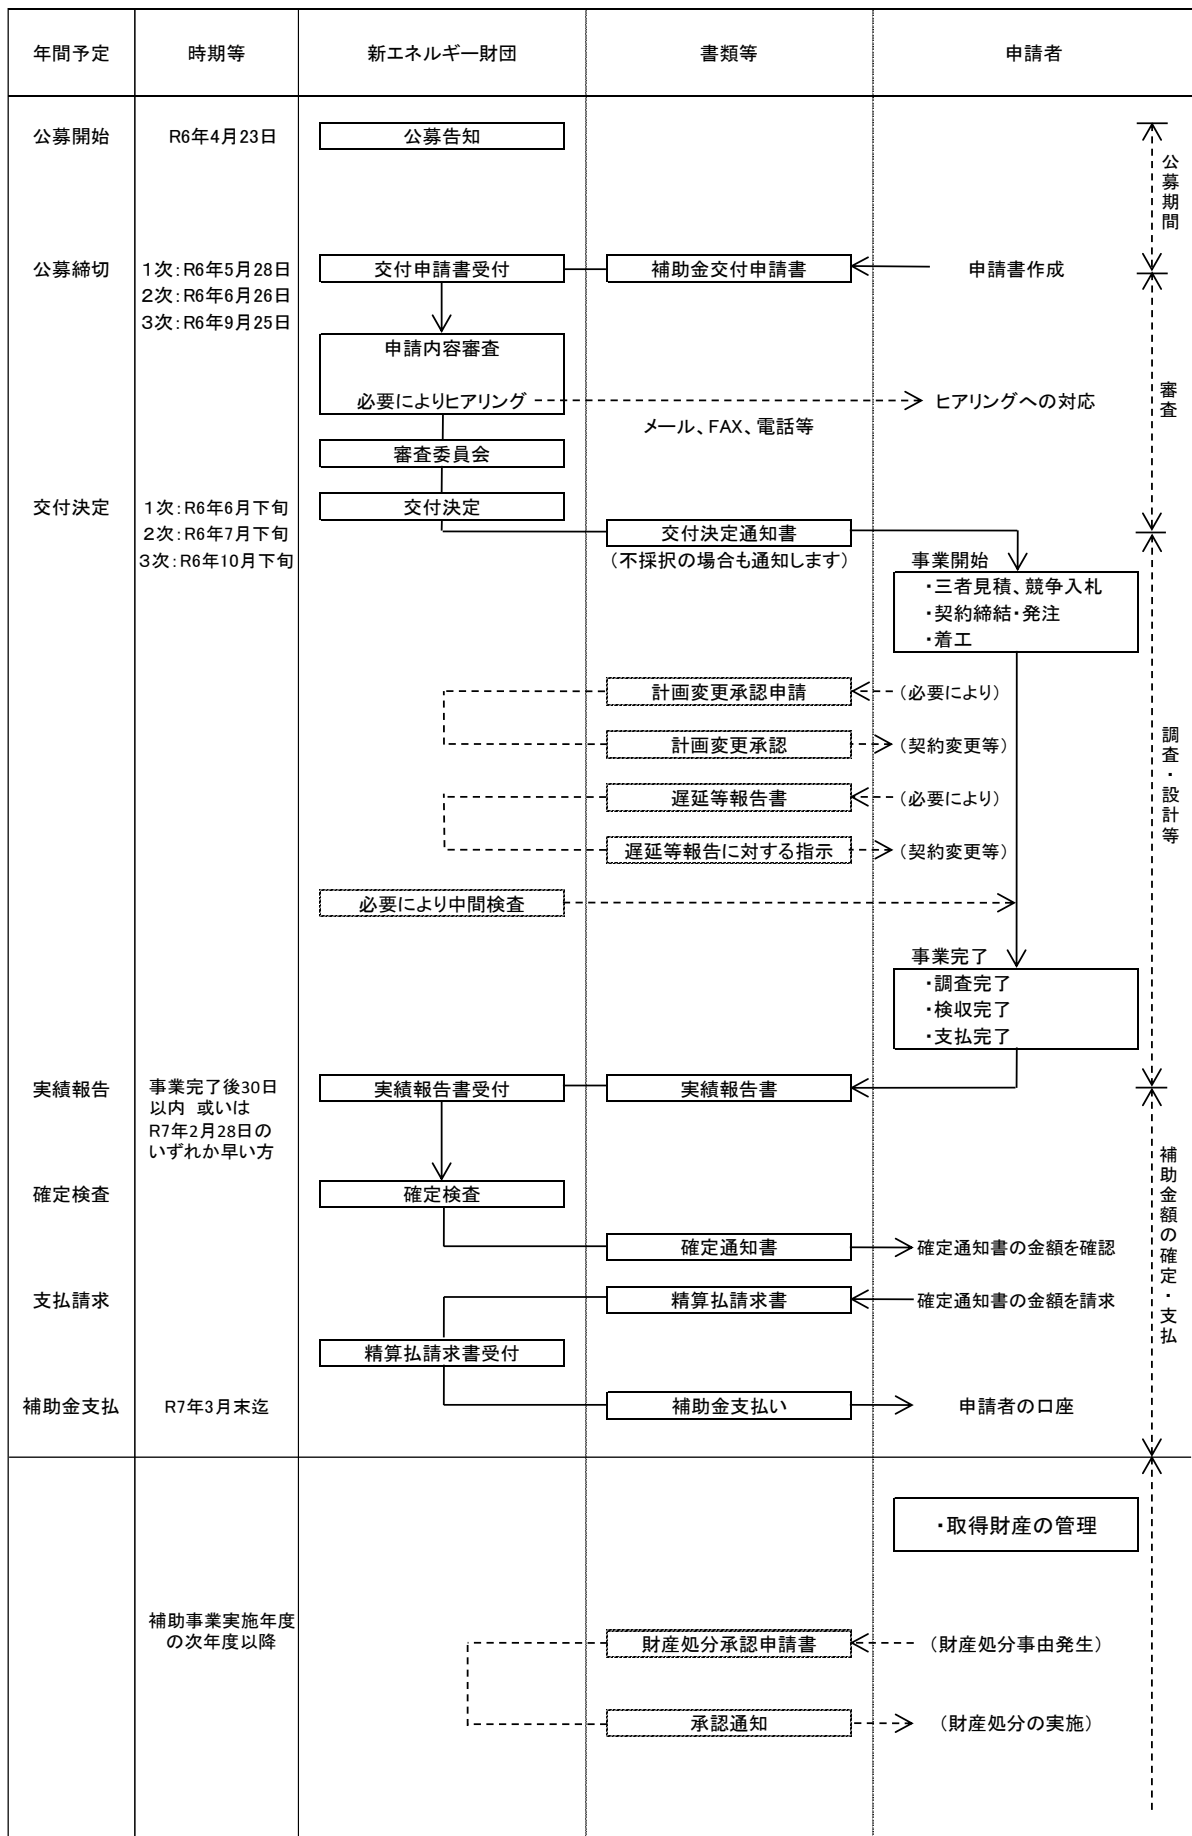 年間予定
時期等
新エネルギー財団
書類等
申請者
公募開始
R6年4月23日
公募告知
公募期間
公募締切
1次：R6年5月28日
2次：R6年6月26日
3次：R6年9月25日
交付申請書受付
補助金交付申請書
申請書作成
申請内容審査
必要によりヒアリング
ヒアリングへの対応
メール、FAX、電話等
審査
審査委員会
交付決定
1次：R6年6月下旬
2次：R6年7月下旬
3次：R6年10月下旬
交付決定
交付決定通知書
（不採択の場合も通知します）
事業開始
・三者見積、競争入札
・契約締結・発注
・着工
計画変更承認申請
（必要により）
計画変更承認
（契約変更等）
遅延等報告書
（必要により）
遅延等報告に対する指示
（契約変更等）
調査・設計等
必要により中間検査
事業完了
・調査完了
・検収完了
・支払完了
実績報告
事業完了後30日
以内 或いは
R7年2月28日の
いずれか早い方
実績報告書受付
実績報告書
確定検査
確定検査
確定通知書
確定通知書の金額を確認
補助金額の確定・支払
支払請求
精算払請求書
確定通知書の金額を請求
精算払請求書受付
補助金支払
R7年3月末迄
補助金支払い
申請者の口座
・取得財産の管理
補助事業実施年度
の次年度以降
財産処分承認申請書
（財産処分事由発生）
承認通知
（財産処分の実施）